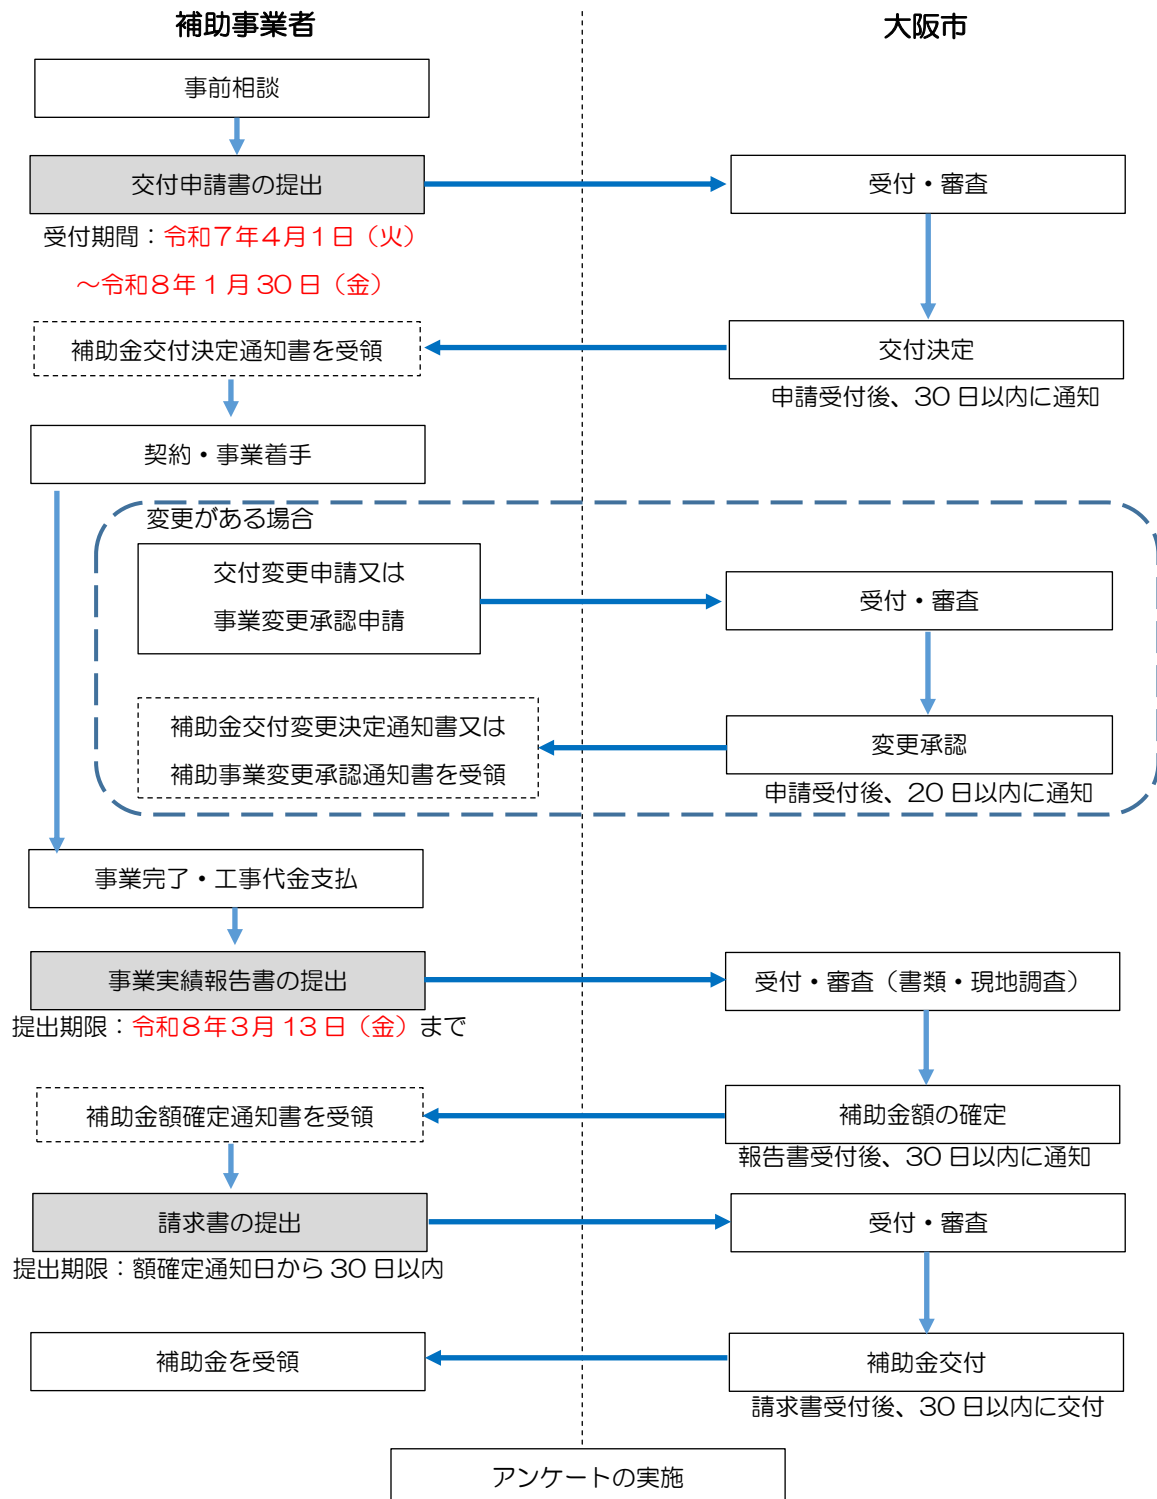 補助事業者
大阪市
事前相談
交付申請書の提出
受付・審査
受付期間：令和７年４月１日（火）
～令和８年１月30日（金）
補助金交付決定通知書を受領
交付決定
申請受付後、30日以内に通知
契約・事業着手
変更がある場合
交付変更申請又は
事業変更承認申請
受付・審査
補助金交付変更決定通知書又は
補助事業変更承認通知書を受領
変更承認
申請受付後、20日以内に通知
事業完了・工事代金支払
事業実績報告書の提出
受付・審査（書類・現地調査）
提出期限：令和８年３月13日（金）まで
補助金額確定通知書を受領
補助金額の確定
報告書受付後、30日以内に通知
請求書の提出
受付・審査
提出期限：額確定通知日から30日以内
補助金を受領
補助金交付
請求書受付後、30日以内に交付
アンケートの実施